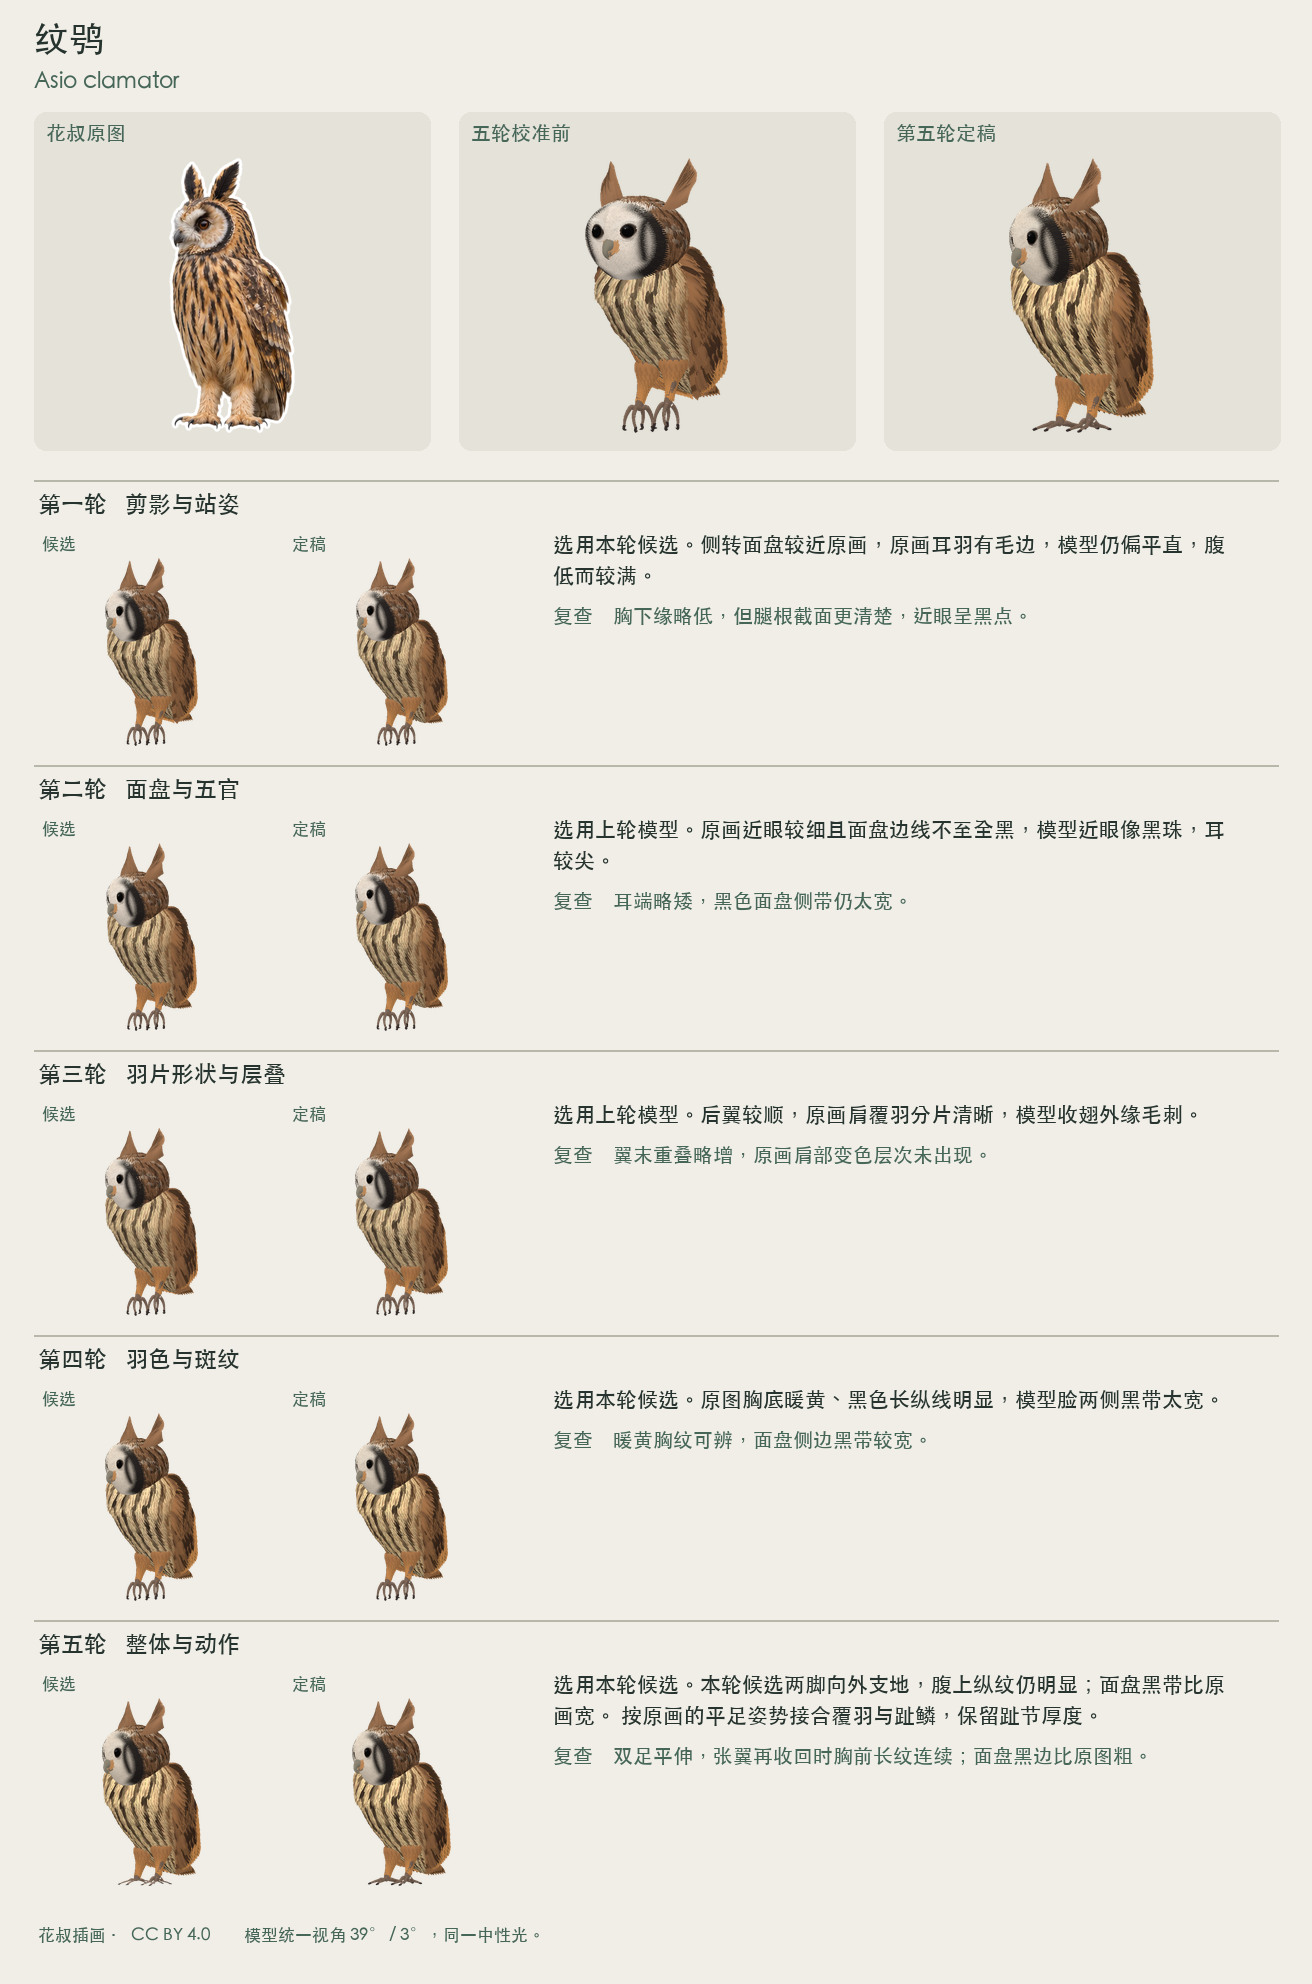 纹鸮
Asio clamator
花叔原图
五轮校准前
第五轮定稿
第一轮 剪影与站姿
候选
定稿
选用本轮候选。侧转面盘较近原画，原画耳羽有毛边，模型仍偏平直，腹
低而较满。
复查 胸下缘略低，但腿根截面更清楚，近眼呈黑点。
第二轮 面盘与五官
候选
定稿
选用上轮模型。原画近眼较细且面盘边线不至全黑，模型近眼像黑珠，耳
较尖。
复查 耳端略矮，黑色面盘侧带仍太宽。
第三轮 羽片形状与层叠
候选
定稿
选用上轮模型。后翼较顺，原画肩覆羽分片清晰，模型收翅外缘毛刺。
复查 翼末重叠略增，原画肩部变色层次未出现。
第四轮 羽色与斑纹
候选
定稿
选用本轮候选。原图胸底暖黄、黑色长纵线明显，模型脸两侧黑带太宽。
复查 暖黄胸纹可辨，面盘侧边黑带较宽。
第五轮 整体与动作
候选
定稿
选用本轮候选。本轮候选两脚向外支地，腹上纵纹仍明显；面盘黑带比原
画宽。 按原画的平足姿势接合覆羽与趾鳞，保留趾节厚度。
复查 双足平伸，张翼再收回时胸前长纹连续；面盘黑边比原图粗。
花叔插画 · CC BY 4.0 模型统一视角 39° / 3° ，同一中性光。